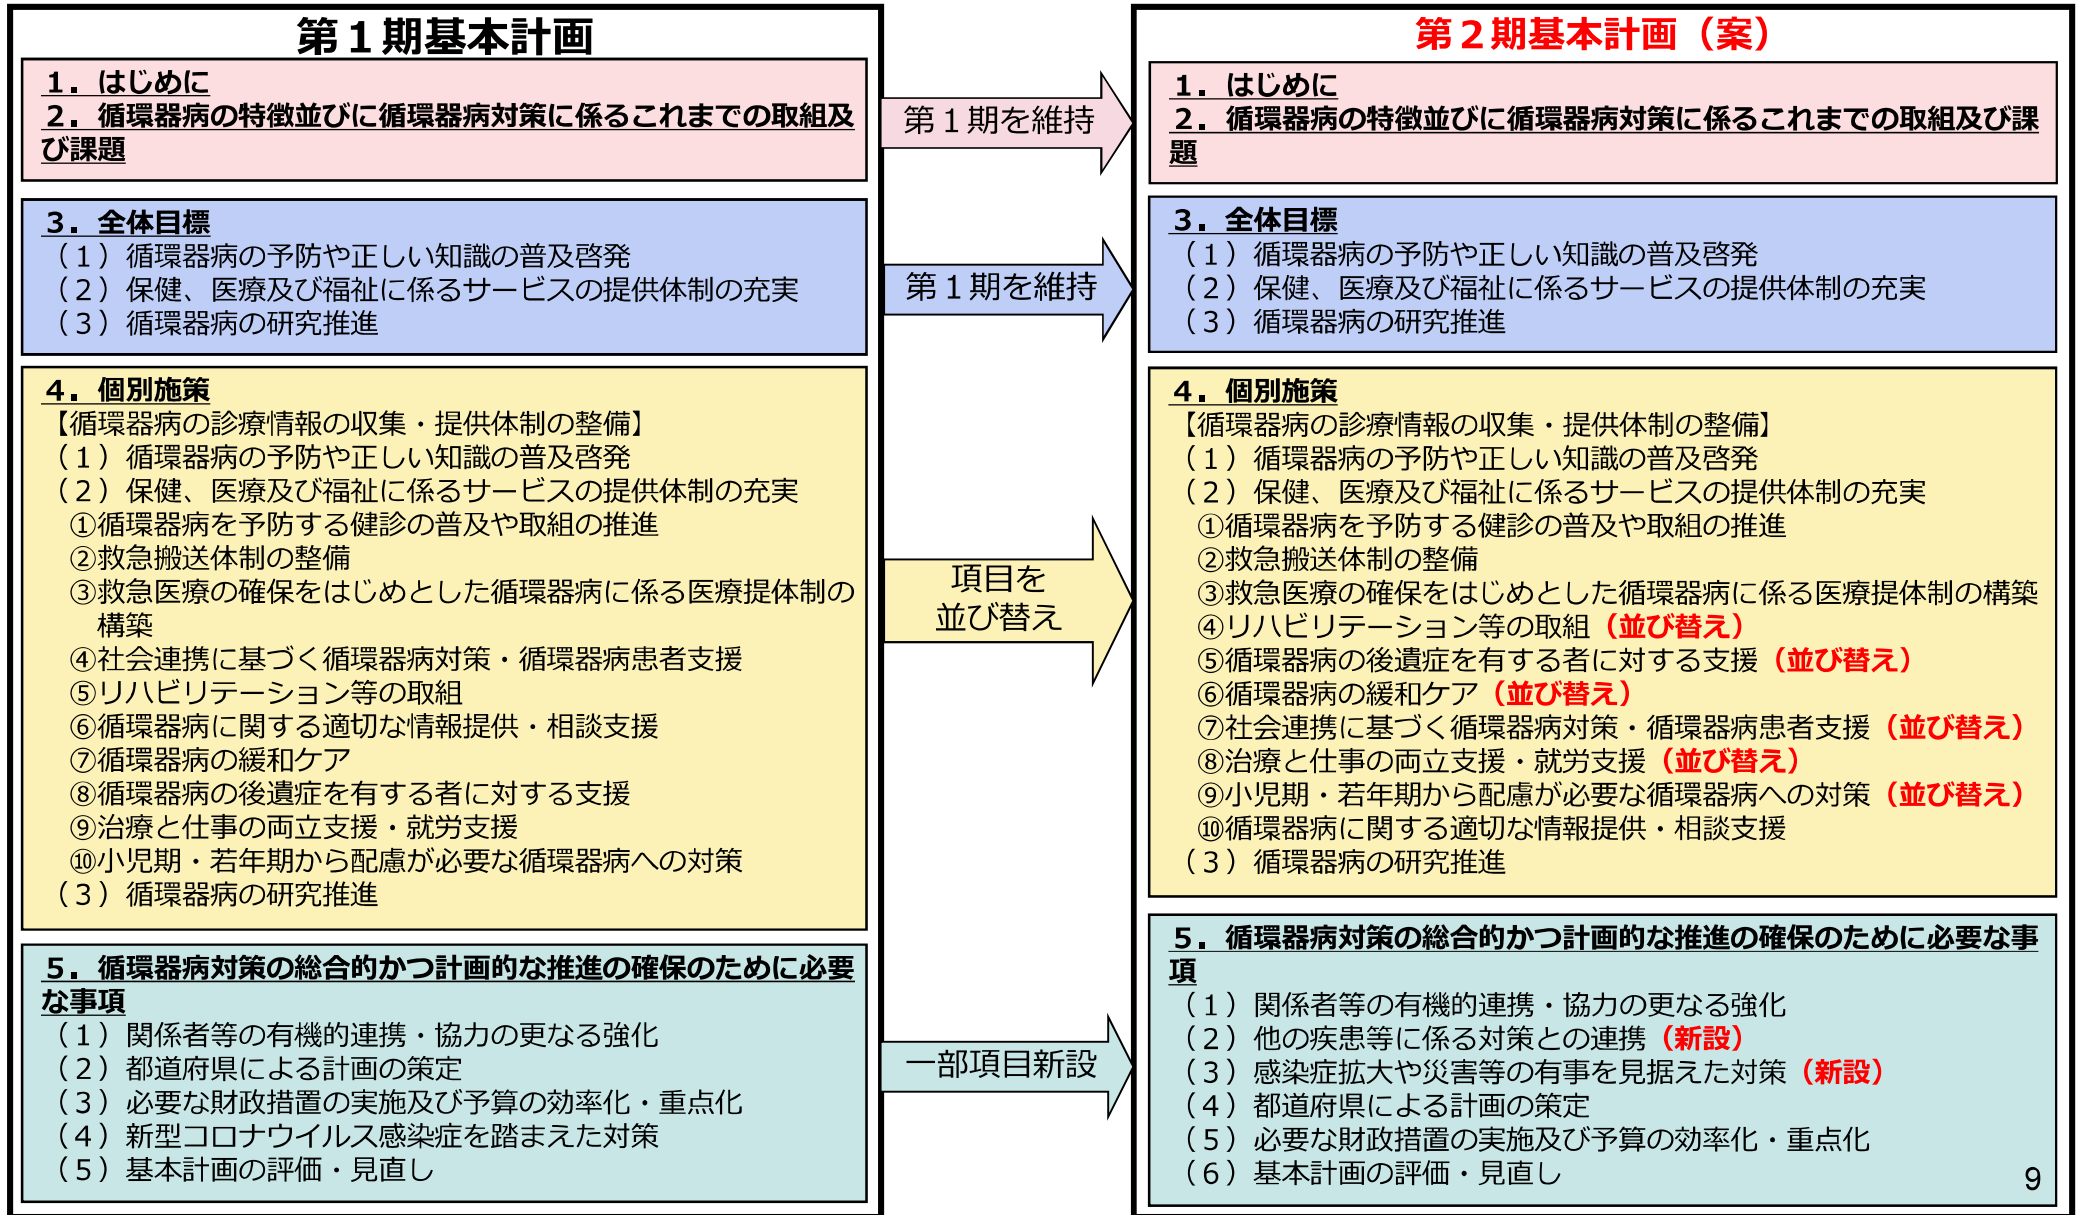 第１期基本計画
１．はじめに
２．循環器病の特徴並びに循環器病対策に係るこれまでの取組及
び課題
３．全体目標
（１）循環器病の予防や正しい知識の普及啓発
（２）保健、医療及び福祉に係るサービスの提供体制の充実
（３）循環器病の研究推進
４．個別施策
【循環器病の診療情報の収集・提供体制の整備】
（１）循環器病の予防や正しい知識の普及啓発
（２）保健、医療及び福祉に係るサービスの提供体制の充実
①循環器病を予防する健診の普及や取組の推進
②救急搬送体制の整備
③救急医療の確保をはじめとした循環器病に係る医療提体制の
構築
④社会連携に基づく循環器病対策・循環器病患者支援
⑤リハビリテーション等の取組
⑥循環器病に関する適切な情報提供・相談支援
⑦循環器病の緩和ケア
⑧循環器病の後遺症を有する者に対する支援
⑨治療と仕事の両立支援・就労支援
⑩小児期・若年期から配慮が必要な循環器病への対策
（３）循環器病の研究推進
５．循環器病対策の総合的かつ計画的な推進の確保のために必要
な事項
（１）関係者等の有機的連携・協力の更なる強化
（２）都道府県による計画の策定
（３）必要な財政措置の実施及び予算の効率化・重点化
（４）新型コロナウイルス感染症を踏まえた対策
（５）基本計画の評価・見直し
第１期を維持
第１期を維持
項目を
並び替え
一部項目新設
第２期基本計画（案）
１．はじめに
２．循環器病の特徴並びに循環器病対策に係るこれまでの取組及び課
題
３．全体目標
（１）循環器病の予防や正しい知識の普及啓発
（２）保健、医療及び福祉に係るサービスの提供体制の充実
（３）循環器病の研究推進
４．個別施策
【循環器病の診療情報の収集・提供体制の整備】
（１）循環器病の予防や正しい知識の普及啓発
（２）保健、医療及び福祉に係るサービスの提供体制の充実
①循環器病を予防する健診の普及や取組の推進
②救急搬送体制の整備
③救急医療の確保をはじめとした循環器病に係る医療提体制の構築
④リハビリテーション等の取組（並び替え）
⑤循環器病の後遺症を有する者に対する支援（並び替え）
⑥循環器病の緩和ケア（並び替え）
⑦社会連携に基づく循環器病対策・循環器病患者支援（並び替え）
⑧治療と仕事の両立支援・就労支援（並び替え）
⑨小児期・若年期から配慮が必要な循環器病への対策（並び替え）
⑩循環器病に関する適切な情報提供・相談支援
（３）循環器病の研究推進
５．循環器病対策の総合的かつ計画的な推進の確保のために必要な事
項
（１）関係者等の有機的連携・協力の更なる強化
（２）他の疾患等に係る対策との連携（新設）
（３）感染症拡大や災害等の有事を見据えた対策（新設）
（４）都道府県による計画の策定
（５）必要な財政措置の実施及び予算の効率化・重点化
（６）基本計画の評価・見直し
9